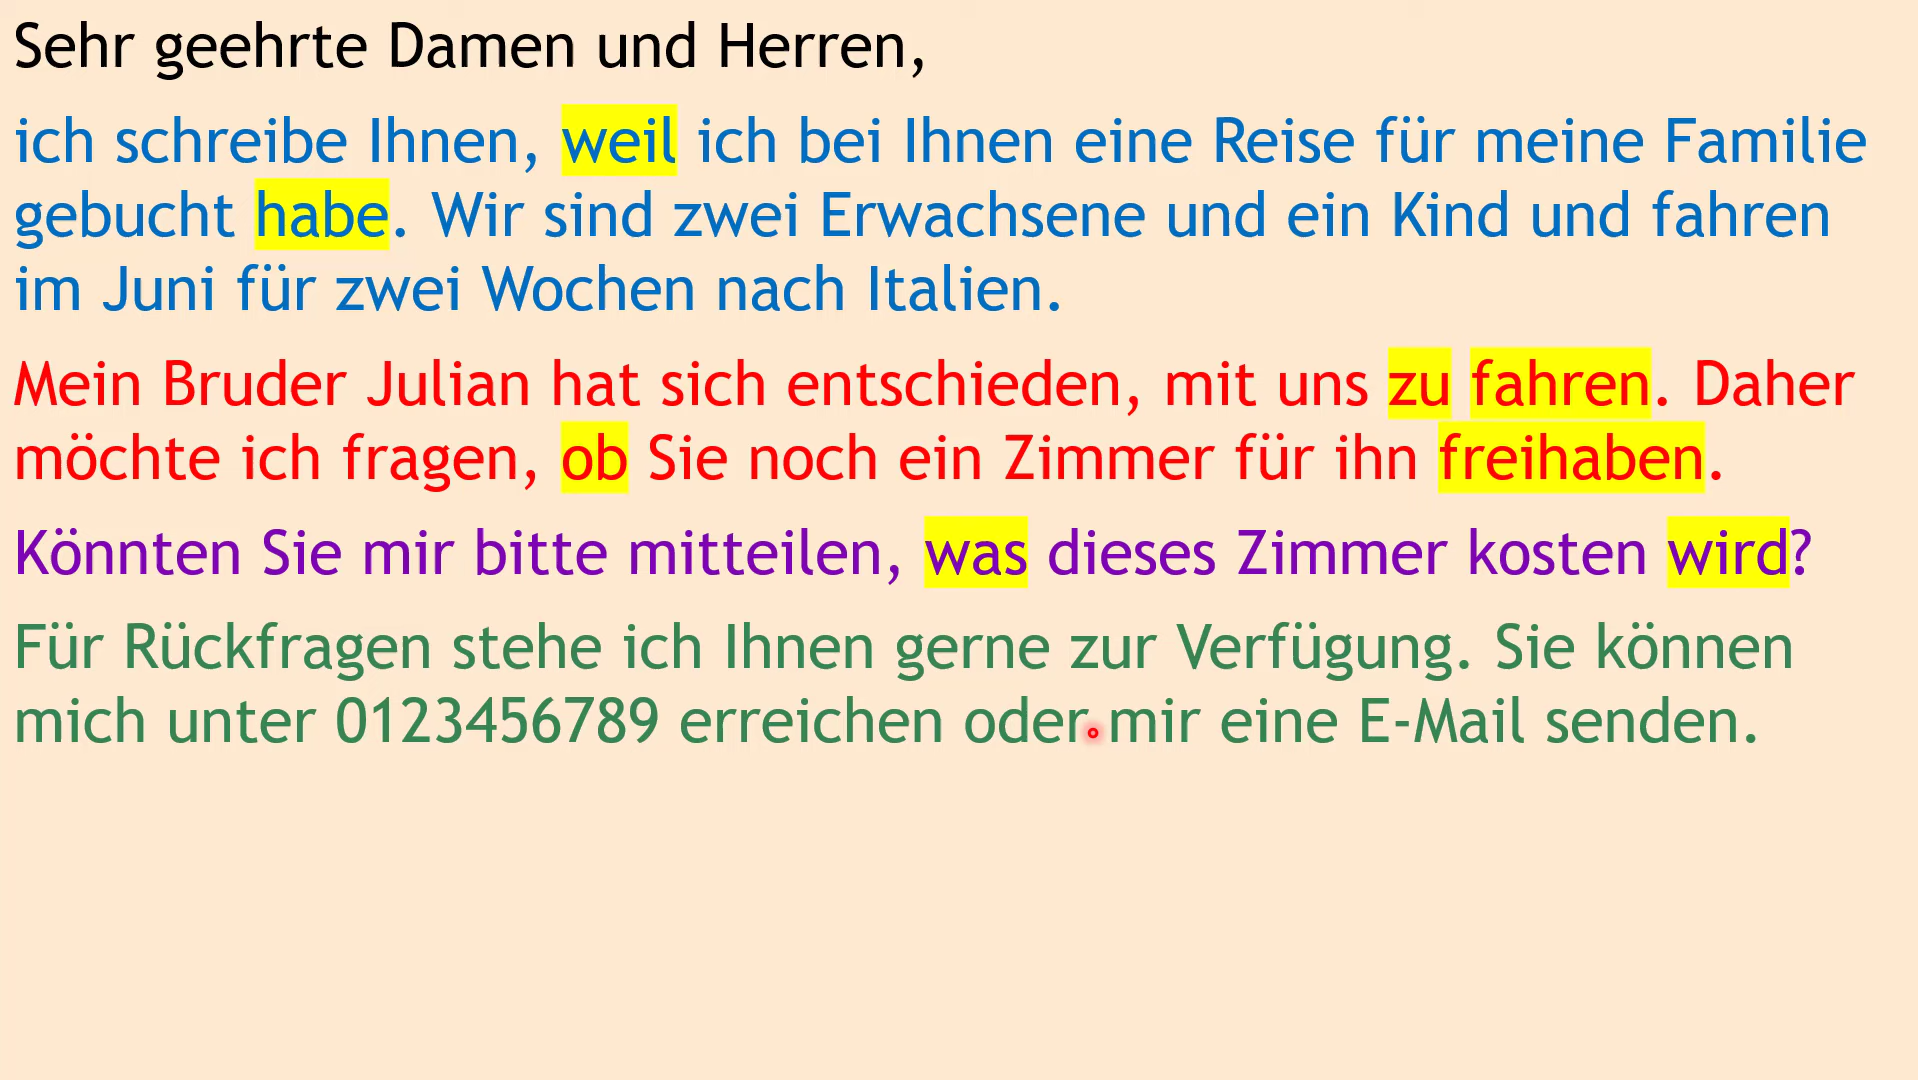 Sehr geehrte Damen und Herren,
ich schreibe Ihnen, weil ich bei Ihnen eine Reise für meine Familie
gebucht habe. Wir sind zwei Erwachsene und ein Kind und fahren
im Juni für zwei Wochen nach Italien.
Mein Bruder Julian hat sich entschieden, mit uns zu fahren. Daher
möchte ich fragen, ob Sie noch ein Zimmer für ihn freihaben.
Könnten Sie mir bitte mitteilen, was dieses Zimmer kosten wird?
Für Rückfragen stehe ich Ihnen gerne zur Verfügung. Sie können
mich unter 0123456789 erreichen oder mir eine E-Mail senden.